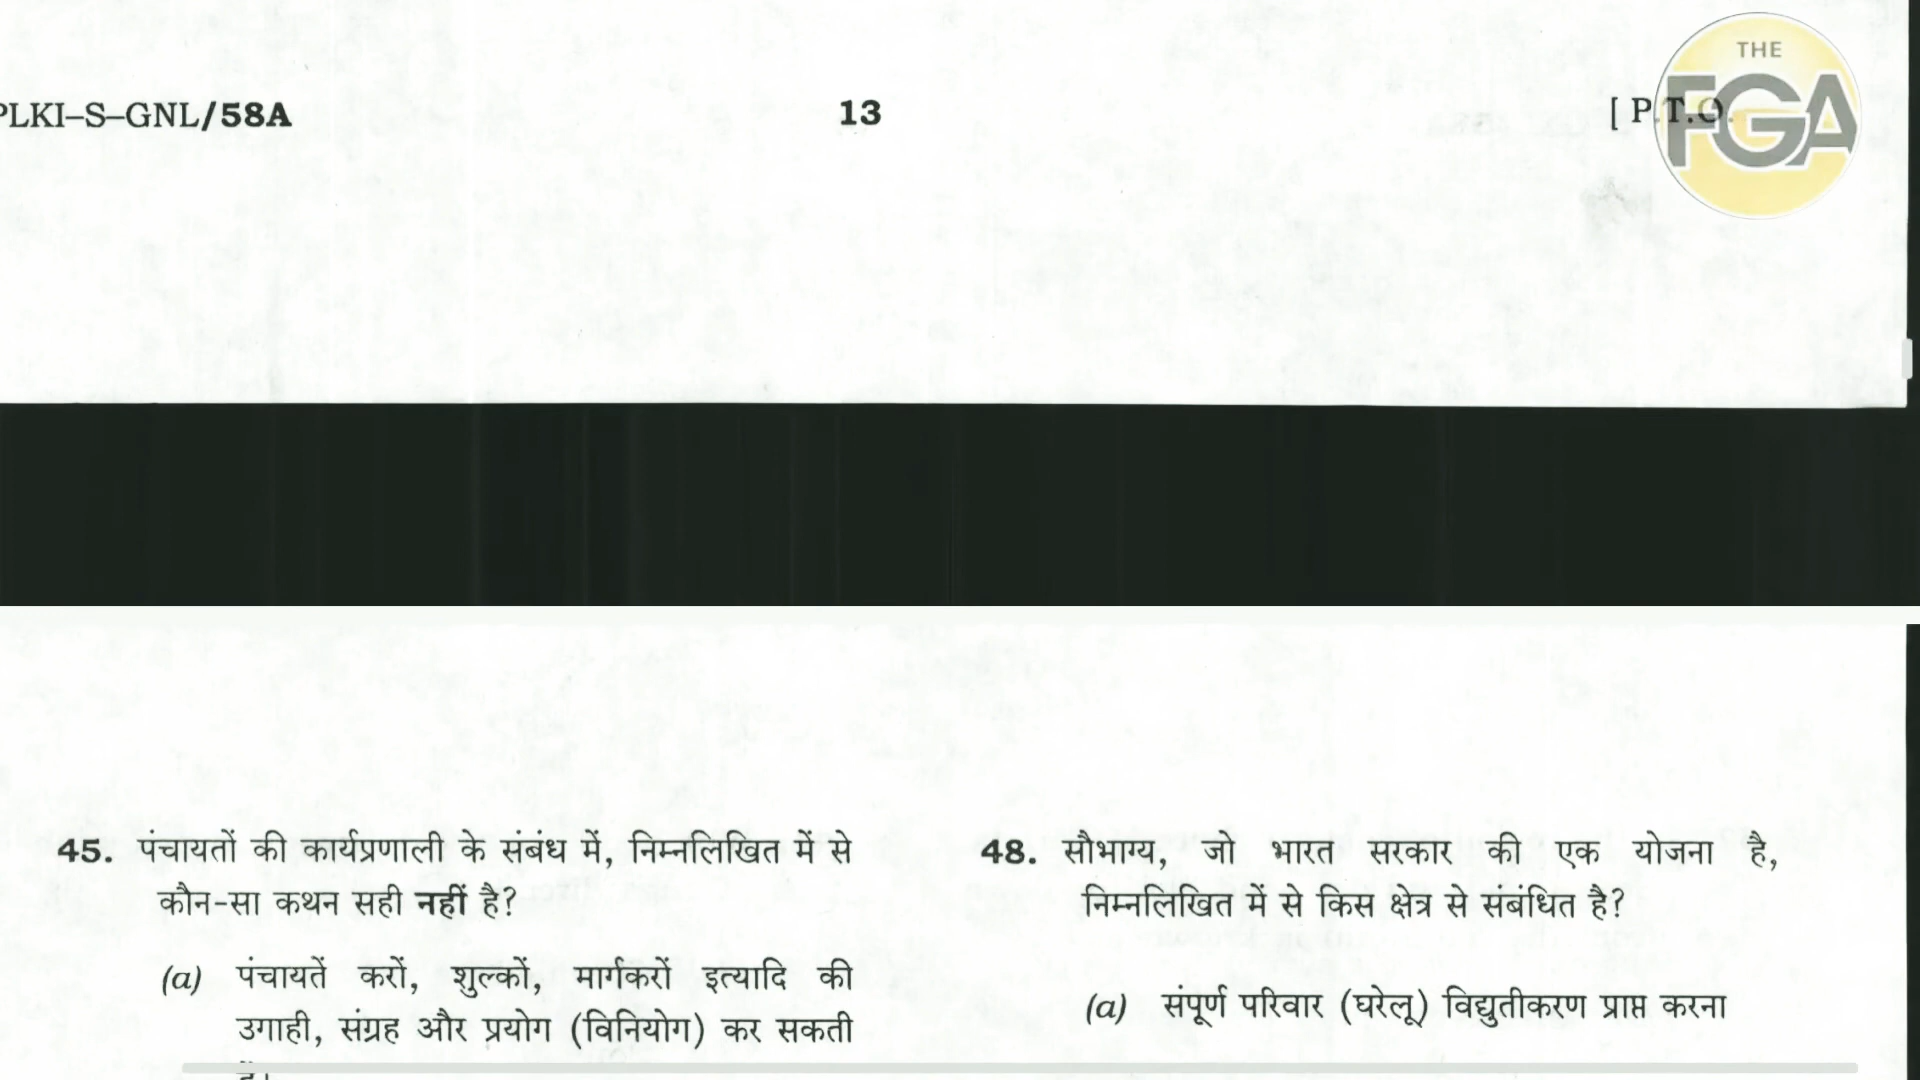 PLKI–S–GNL/58A
13
[ P.T.O.
THE
FGA
45. पंचायतों की कार्यप्रणाली के संबंध में, निम्नलिखित में से
कौन-सा कथन सही नहीं है?
(a) पंचायतें करों, शुल्कों, मार्गकरों इत्यादि की
उगाही, संग्रह और प्रयोग (विनियोग) कर सकती
48. सौभाग्य, जो भारत सरकार की एक योजना है,
निम्नलिखित में से किस क्षेत्र से संबंधित है?
(a) संपूर्ण परिवार (घरेलू) विद्युतीकरण प्राप्त करना